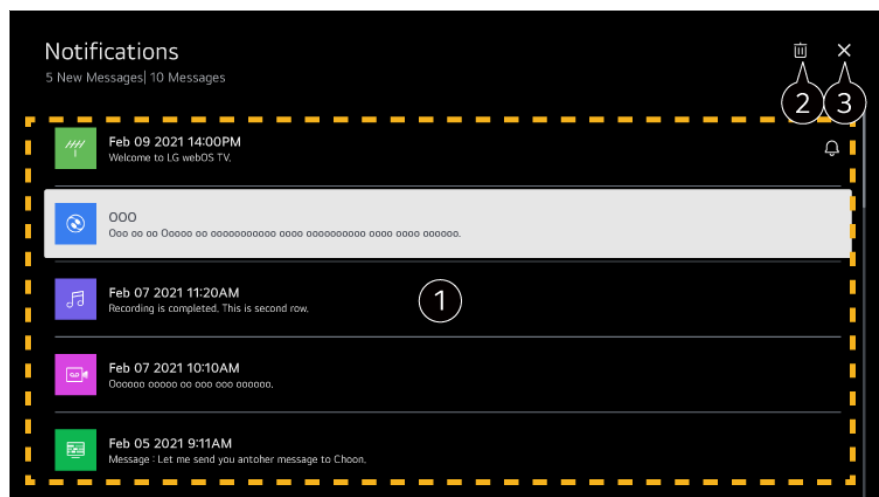 Notifications
5 New Messages| 10 Messages
2 3
Feb 09 2021 14:00PM
Welcome to LG webOS TV.
OOO
Ooo oo oo Ooooo oo ooooooooooo oooo oooooooooo oooo oooo oooooo.
Feb 07 2021 11:20AM
Recording is completed. This is second row.
1
Feb 07 2021 10:10AM
Oooooo ooooo oo ooo ooo oooooo.
Feb 05 2021 9:11AM
Message : Let me send you antoher message to Choon.